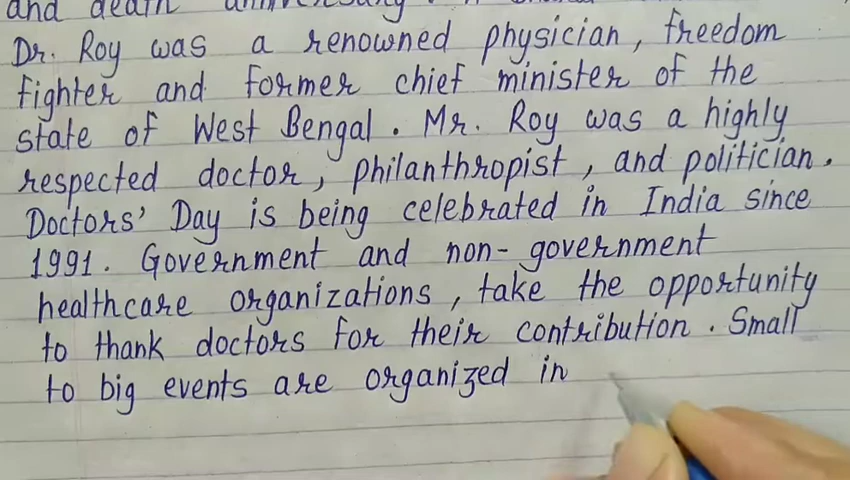 and death anniversary.
Dr. Roy was a renowned physician, freedom
fighter and former chief minister of the
state of West Bengal. Mr. Roy was a highly
respected doctor, philanthropist, and politician.
Doctors' Day is being celebrated in India since
1991. Government and non-government
healthcare organizations, take the opportunity
to thank doctors for their contribution. Small
to big events are organized in